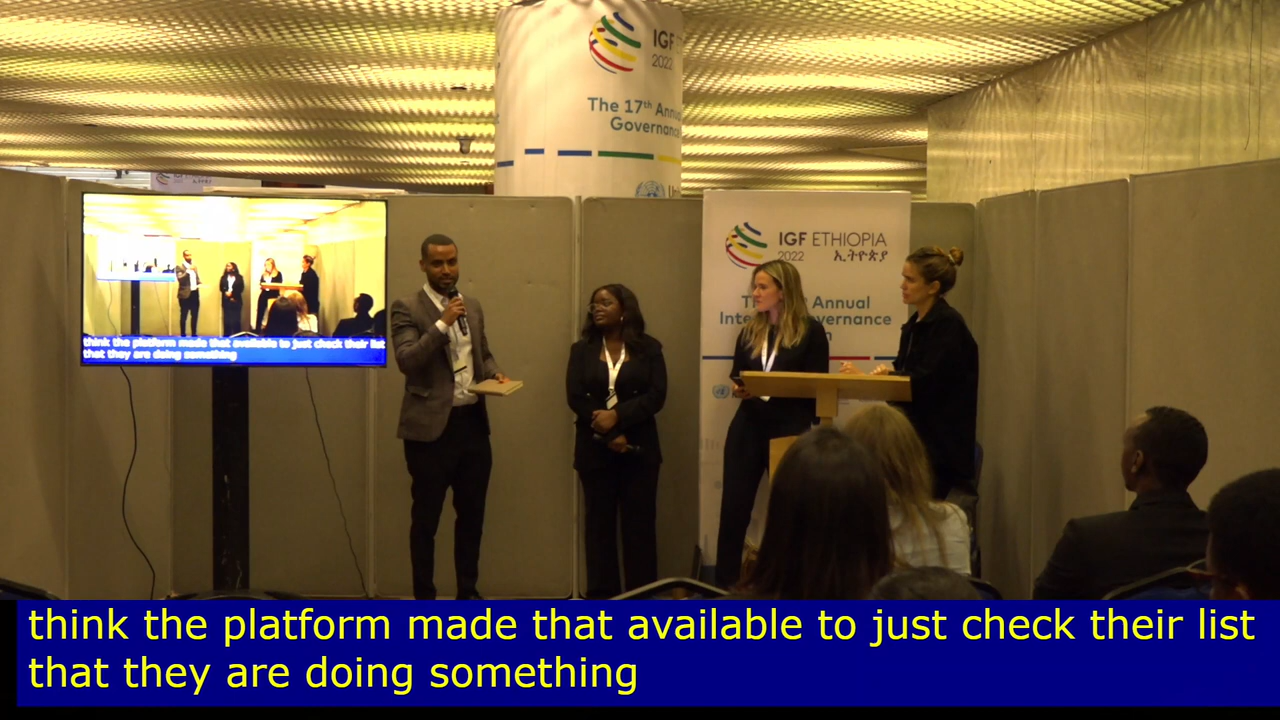 IGF
2022
The 17th Annu
Governanc
IGF ETHIOPIA
2022 ኢትዮጵያ
Annual
think the platform made that available to just check their list
that they are doing something
think the platform made that available to just check their list
that they are doing something